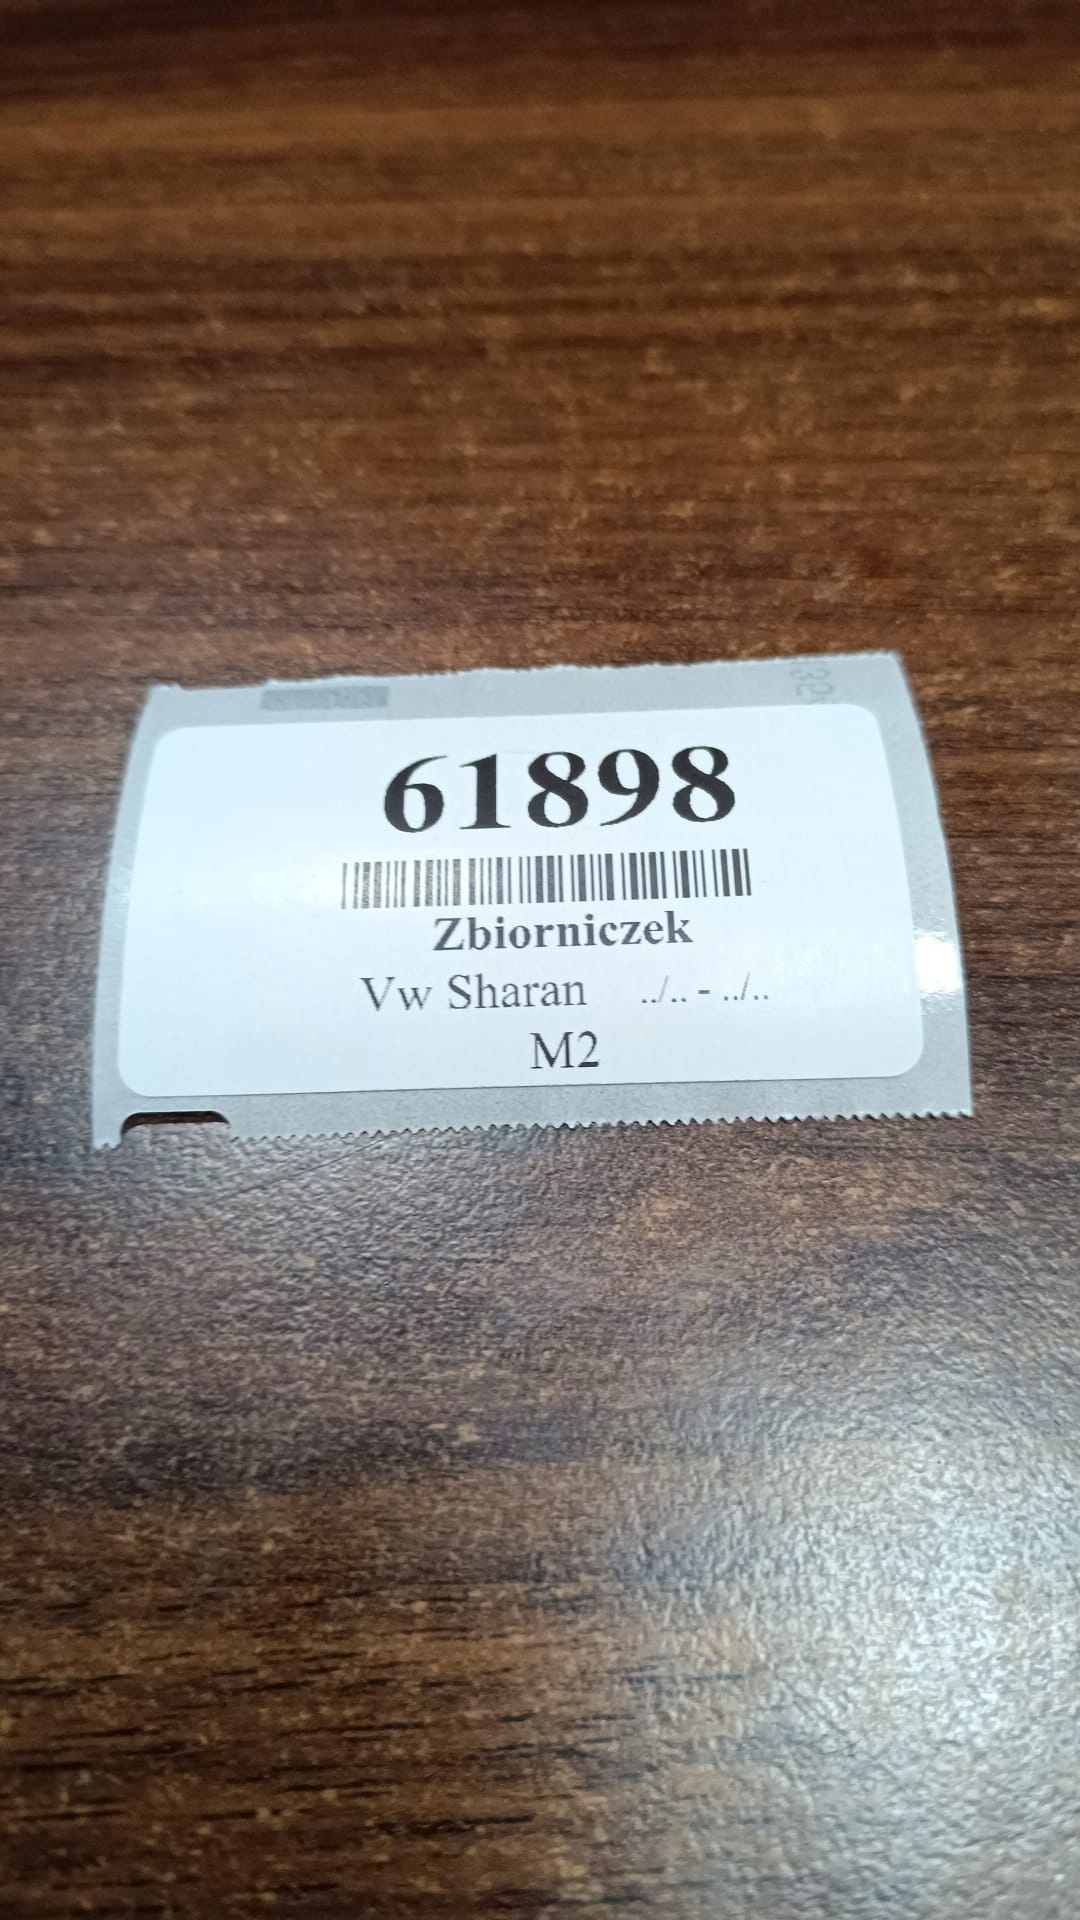 61898
Zbiorniczek
Vw Sharan ../.. - ../..
M2